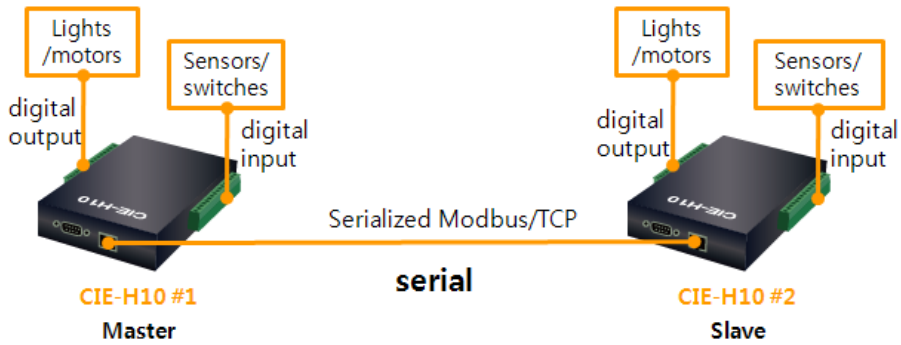 Lights
/motors
Sensors/
switches
digital
output
digital
input
CIE-H10
Serialized Modbus/TCP
serial
CIE-H10 #1
Master
Lights
/motors
Sensors/
switches
digital
output
digital
input
CIE-H10
CIE-H10 #2
Slave